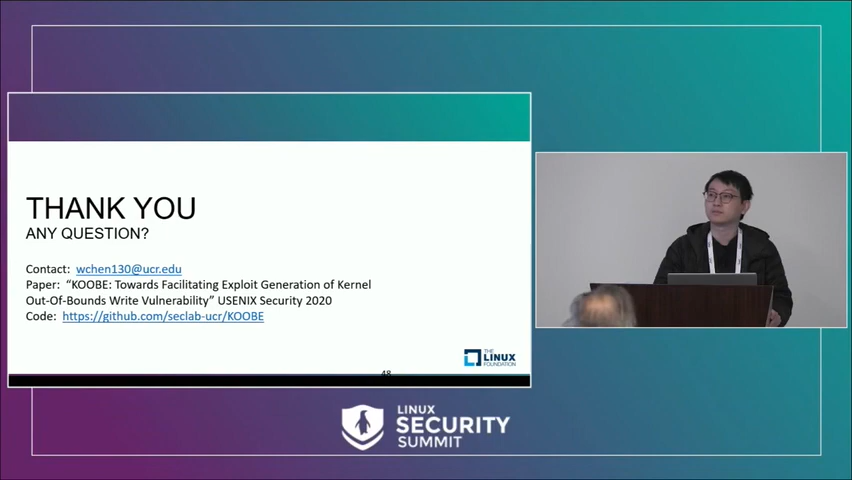 THANK YOU
ANY QUESTION?
Contact: wchen130@ucr.edu
Paper: “KOOBE: Towards Facilitating Exploit Generation of Kernel
Out-Of-Bounds Write Vulnerability” USENIX Security 2020
Code: https://github.com/seclab-ucr/KOOBE
48
THE
LINUX
FOUNDATION
LINUX
SECURITY
SUMMIT